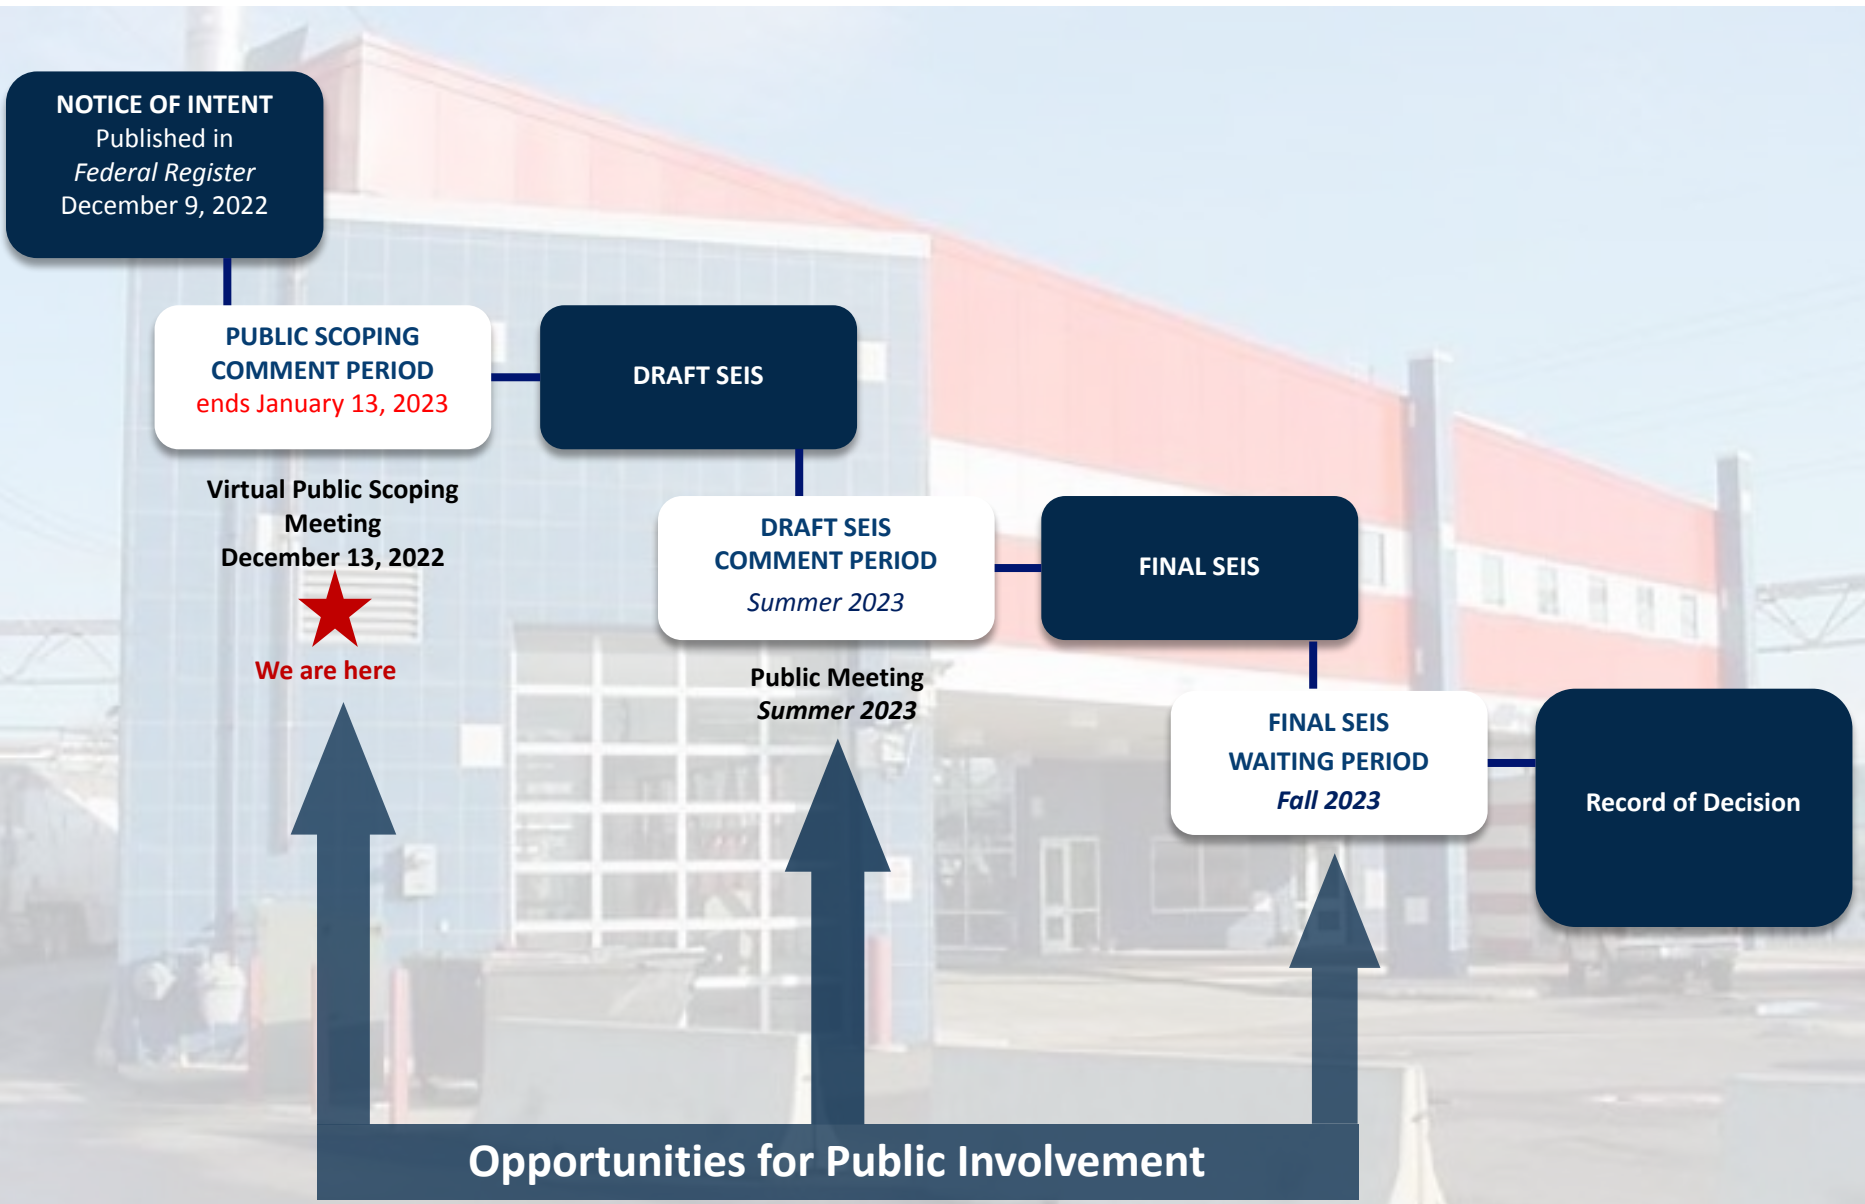 NOTICE OF INTENT
Published in
Federal Register
December 9, 2022
PUBLIC SCOPING
COMMENT PERIOD
ends January 13, 2023
Virtual Public Scoping
Meeting
December 13, 2022
We are here
DRAFT SEIS
DRAFT SEIS
COMMENT PERIOD
Summer 2023
Public Meeting
Summer 2023
FINAL SEIS
FINAL SEIS
WAITING PERIOD
Fall 2023
Record of Decision
Opportunities for Public Involvement